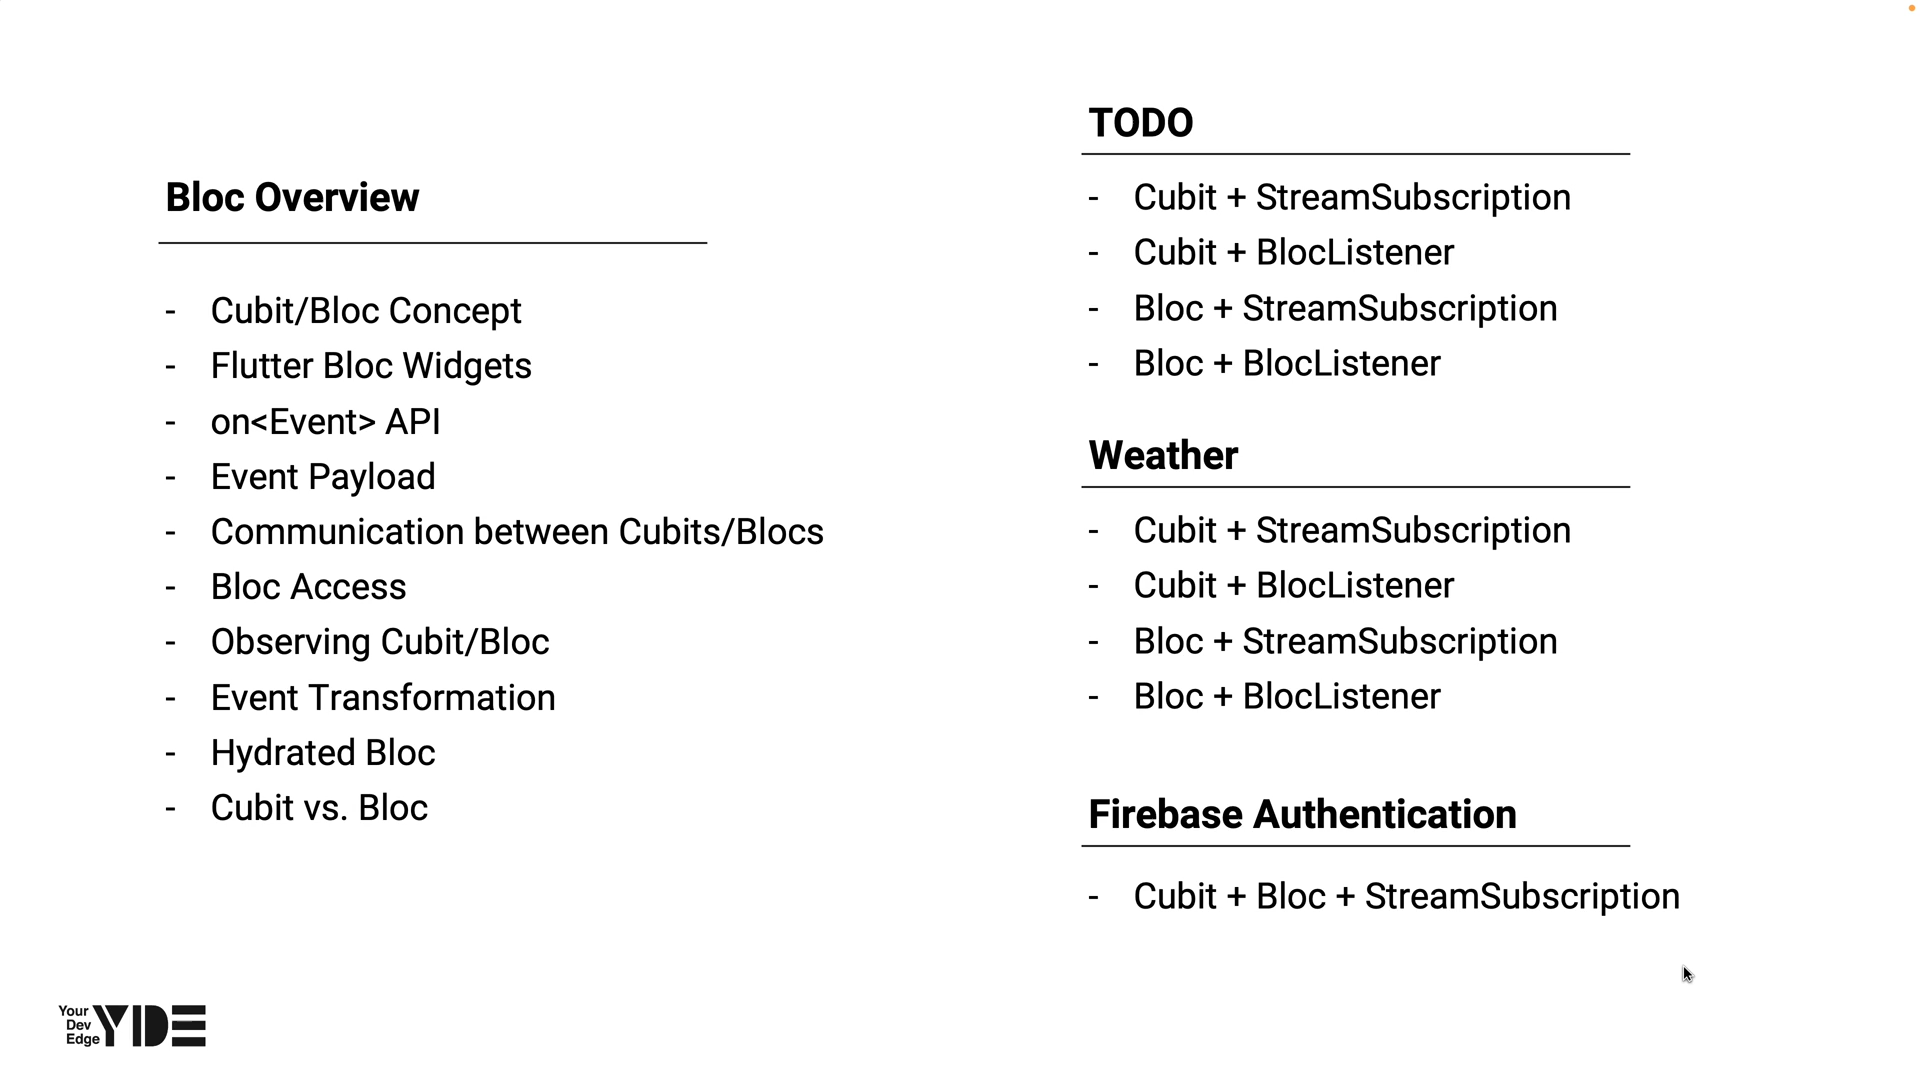 Bloc Overview
- Cubit/Bloc Concept
- Flutter Bloc Widgets
- on<Event> API
- Event Payload
- Communication between Cubits/Blocs
- Bloc Access
- Observing Cubit/Bloc
- Event Transformation
- Hydrated Bloc
- Cubit vs. Bloc
TODO
- Cubit + StreamSubscription
- Cubit + BlocListener
- Bloc + StreamSubscription
- Bloc + BlocListener
Weather
- Cubit + StreamSubscription
- Cubit + BlocListener
- Bloc + StreamSubscription
- Bloc + BlocListener
Firebase Authentication
- Cubit + Bloc + StreamSubscription
Your
Dev
Edge
YDE